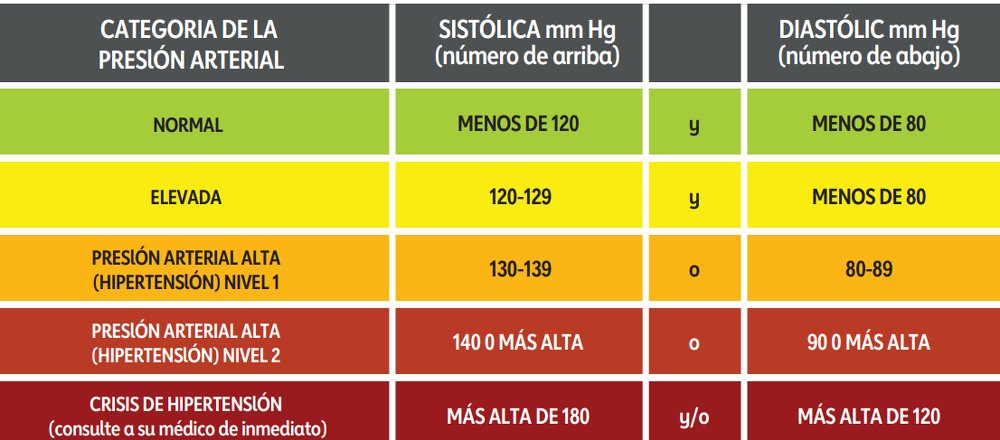 CATEGORIA DE LA
PRESIÓN ARTERIAL
SISTÓLICA mm Hg
(número de arriba)
DIASTÓLIC mm Hg
(número de abajo)
NORMAL
MENOS DE 120
y
MENOS DE 80
ELEVADA
120-129
y
MENOS DE 80
PRESIÓN ARTERIAL ALTA
(HIPERTENSIÓN) NIVEL 1
130-139
o
80-89
PRESIÓN ARTERIAL ALTA
(HIPERTENSIÓN) NIVEL 2
140 0 MÁS ALTA
o
90 0 MÁS ALTA
CRISIS DE HIPERTENSIÓN
(consulte a su médico de inmediato)
MÁS ALTA DE 180
y/o
MÁS ALTA DE 120